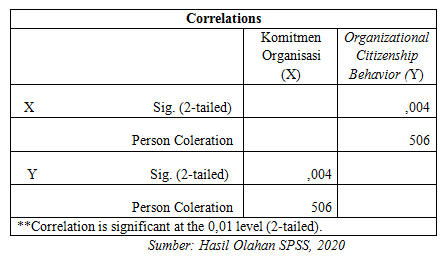 Correlations
Komitmen Organisasi (X)
Organizational Citizenship Behavior (Y)
X Sig. (2-tailed) ,004
Person Coleration 506
Y Sig. (2-tailed) ,004
Person Coleration 506
**Correlation is significant at the 0,01 level (2-tailed).
Sumber: Hasil Olahan SPSS, 2020